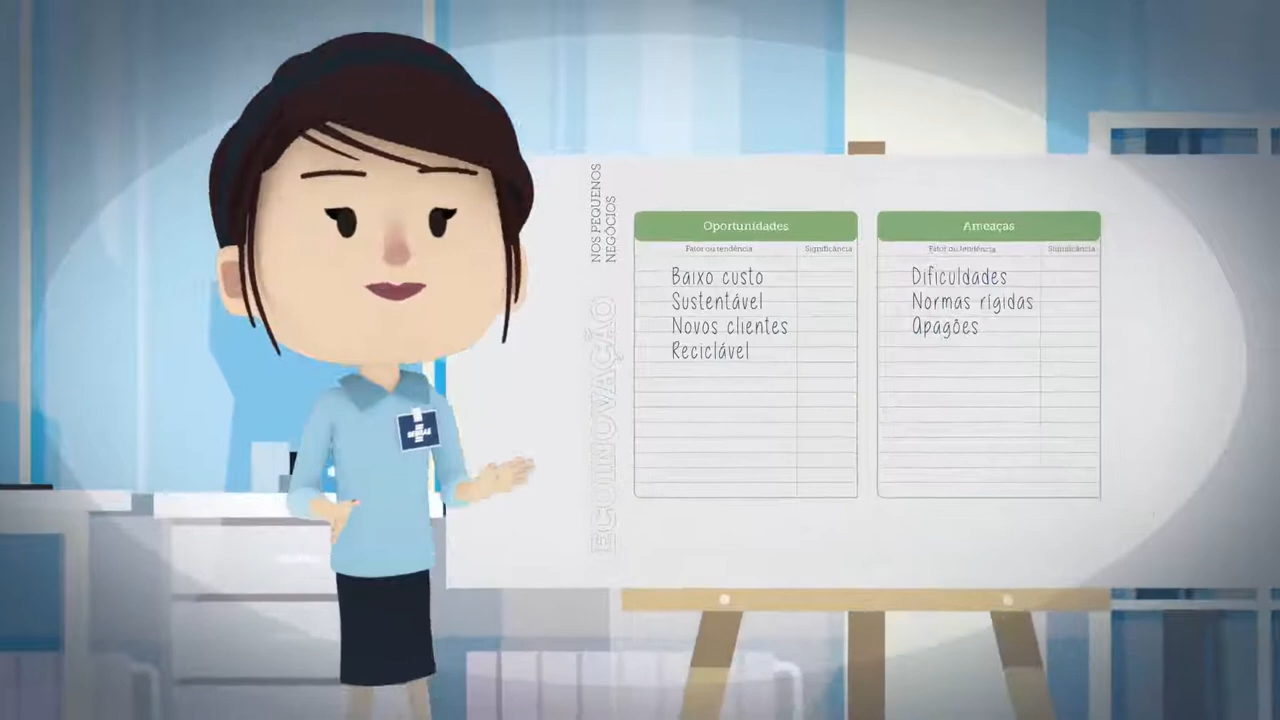 NOS PEQUENOS
NEGÓCIOS
ECOINOVAÇÃO
Oportunidades
Fator ou tendência Significância
Baixo custo
Sustentável
Novos clientes
Reciclável
Ameaças
Fator ou tendência Significância
Dificuldades
Normas rígidas
Apagões
SEBRAE